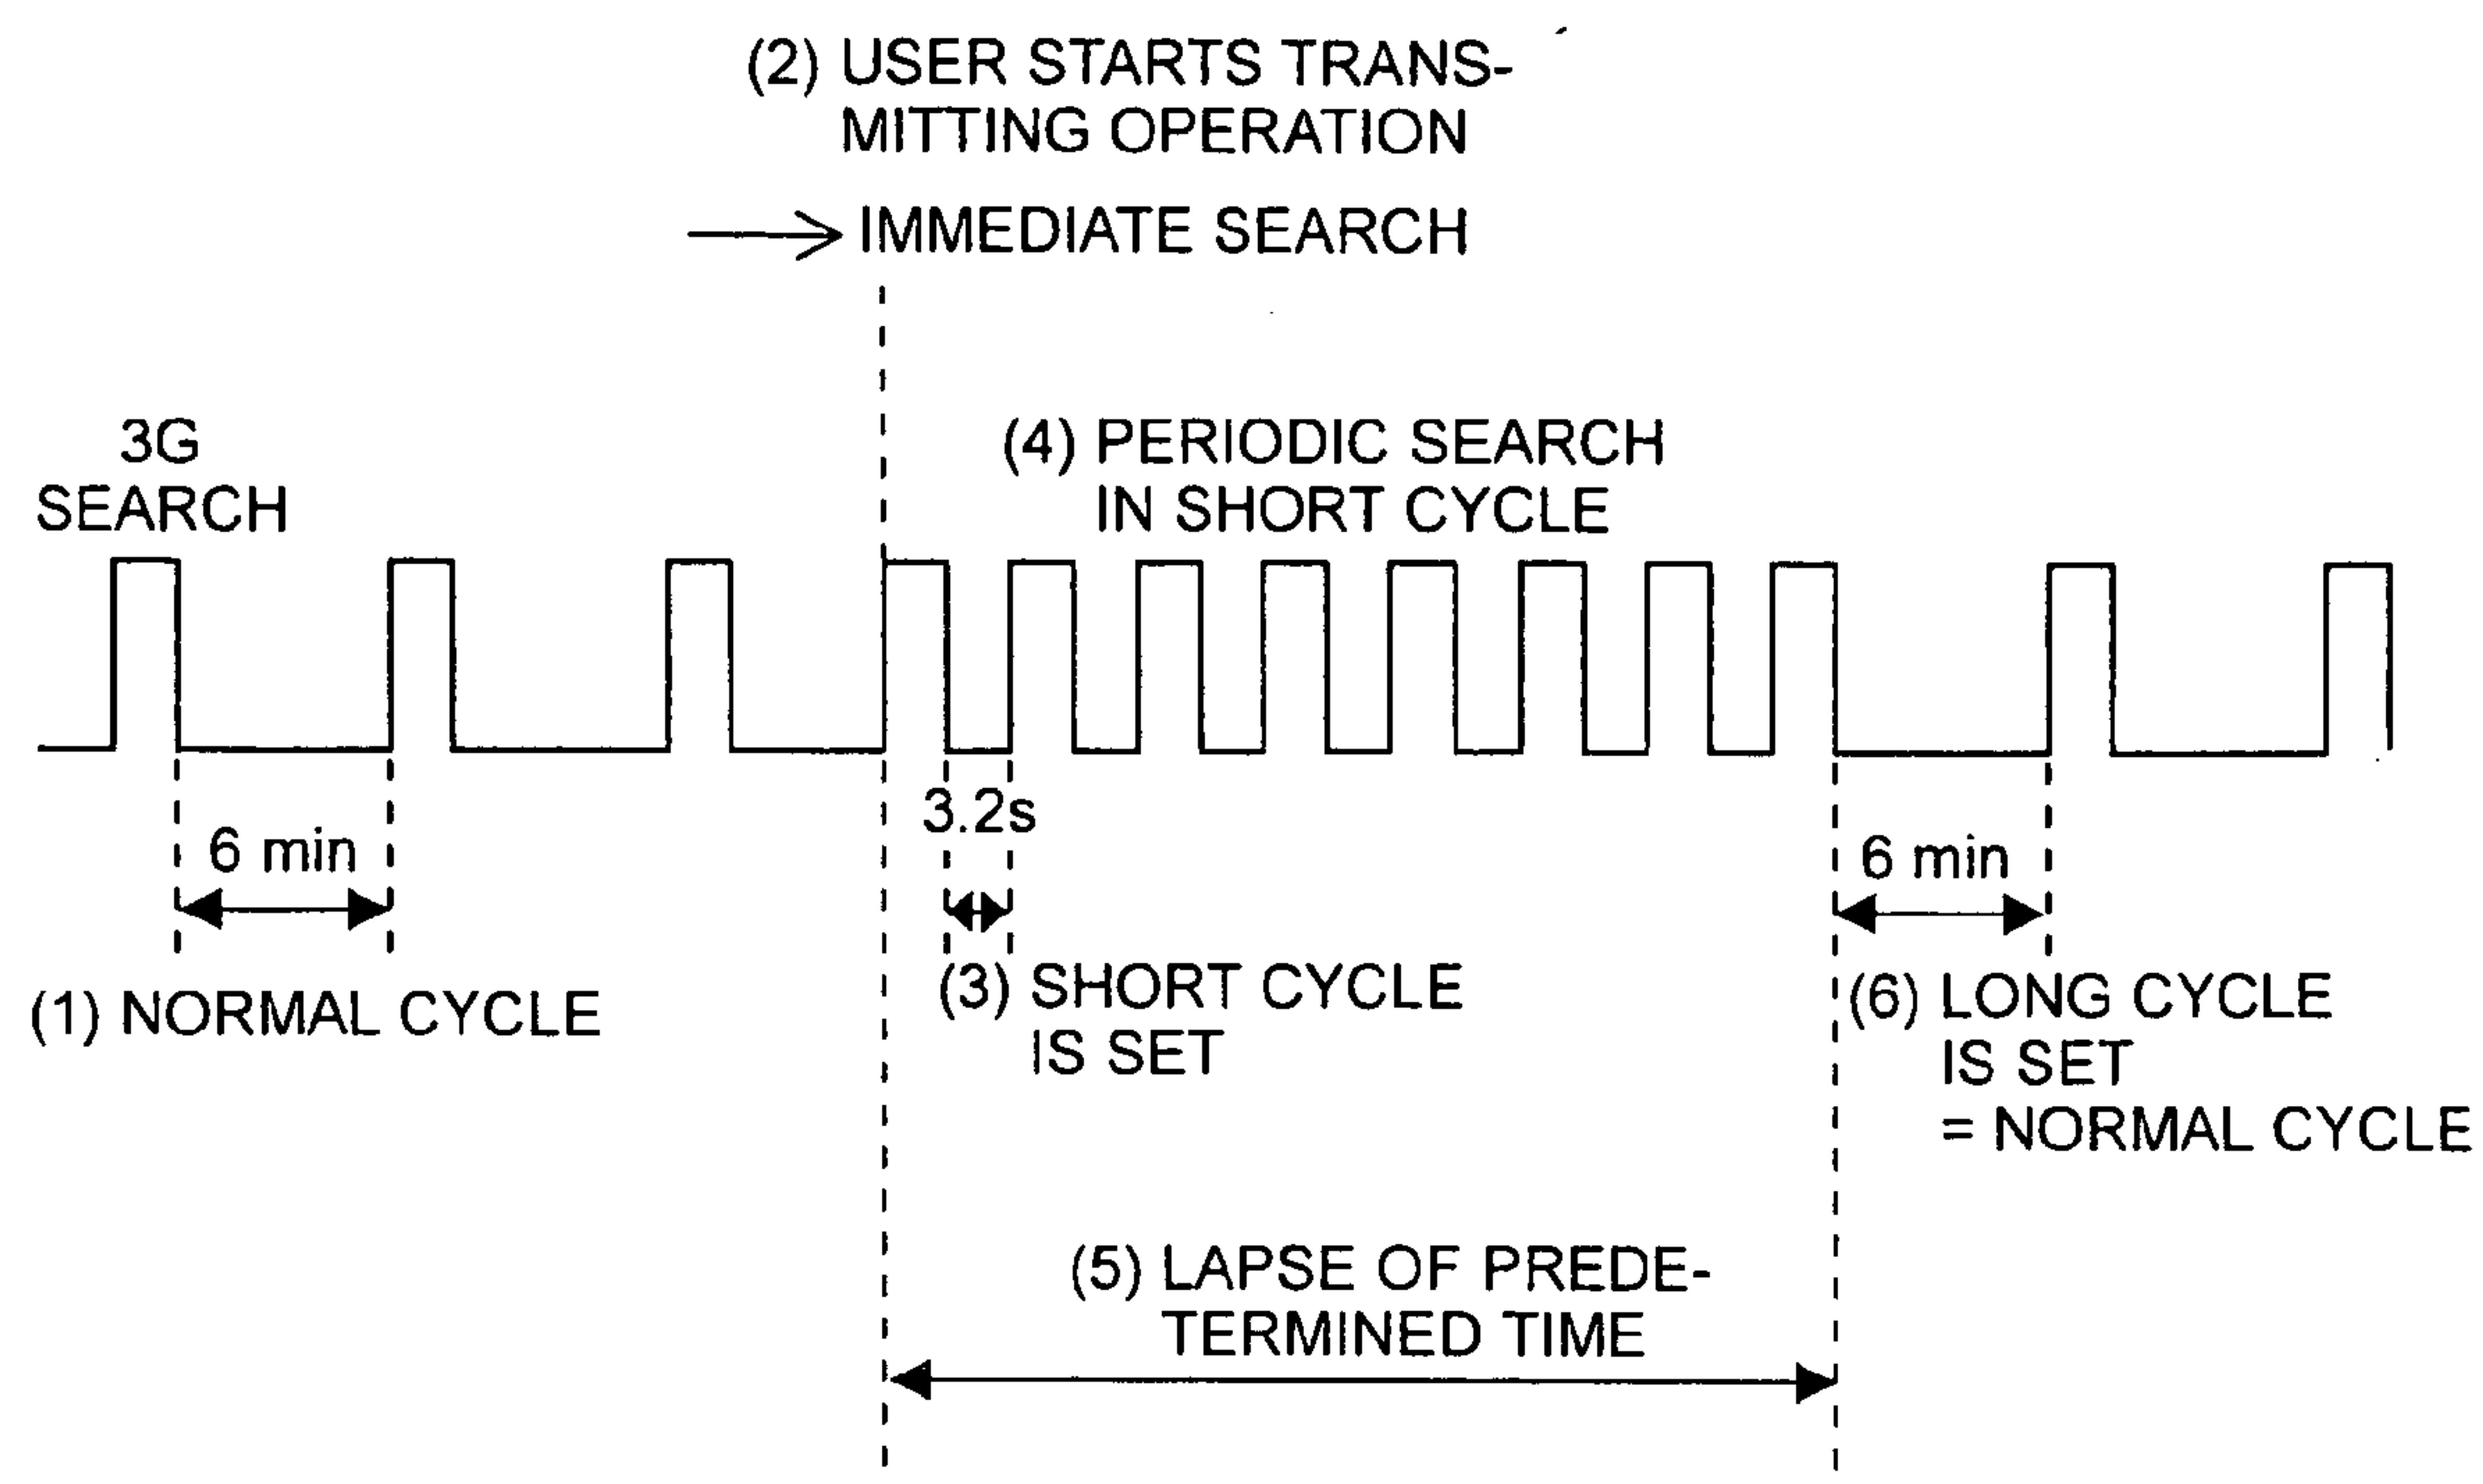 (2) USER STARTS TRANS-
MITTING OPERATION
IMMEDIATE SEARCH
3G
SEARCH
(4) PERIODIC SEARCH
IN SHORT CYCLE
3.2s
6 min
6 min
(1) NORMAL CYCLE
(3) SHORT CYCLE
IS SET
(6) LONG CYCLE
IS SET
= NORMAL CYCLE
(5) LAPSE OF PREDE-
TERMINED TIME